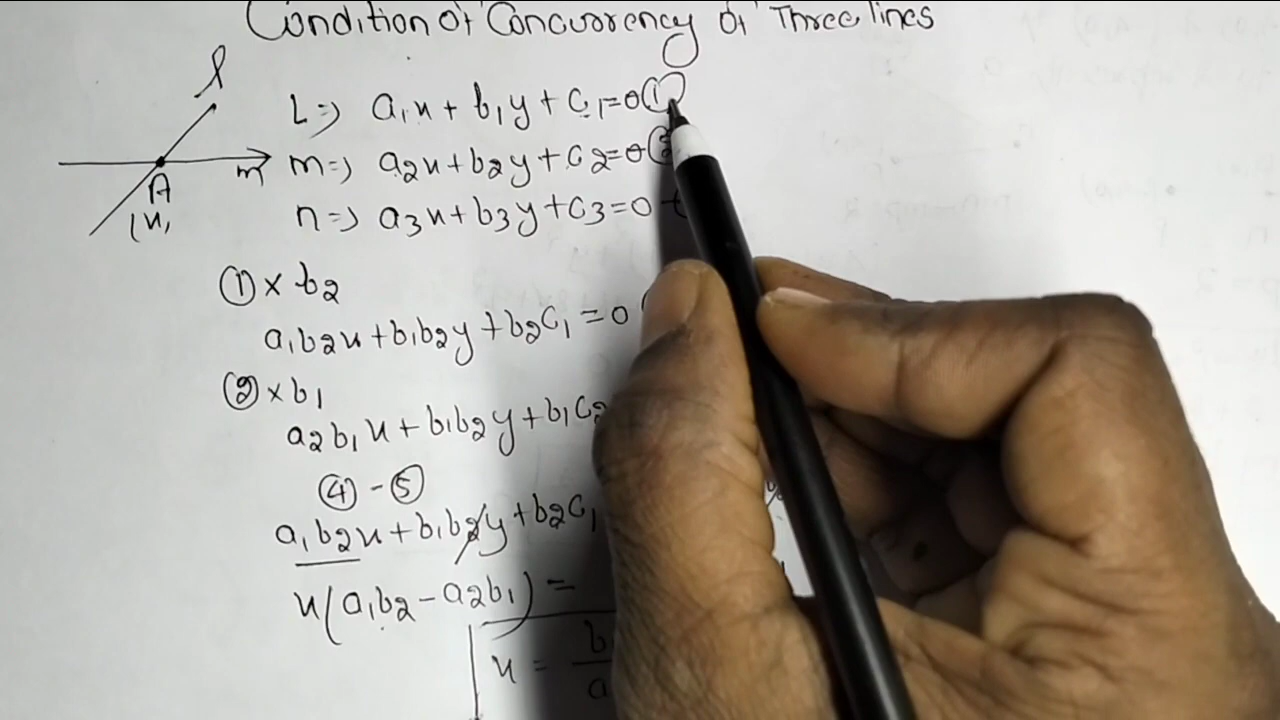 Condition of Concurrency of Three lines
l
L => a₁x + b₁y + c₁=0 ①
m m => a₂x+b₂y+c₂=0 ②
A n => a₃x+b₃y+c₃=0
(x,
① × b₂
a₁b₂x+b₁b₂y+b₂c₁=0
② × b₁
a₂b₁x+b₁b₂y+b₁c₂
④ - ⑤
a₁b₂x+b₁b₂y+b₂c₁
x(a₁b₂-a₂b₁) =
x =